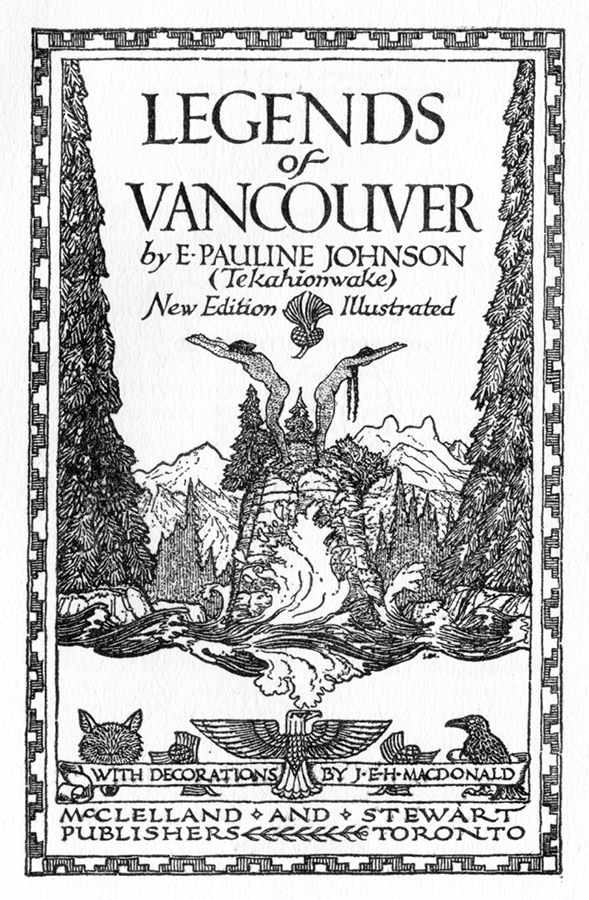 LEGENDS
of
VANCOUVER
by E·PAULINE JOHNSON
(Tekahionwake)
New Edition Illustrated
WITH DECORATIONS BY J·E·H·MACDONALD
McCLELLAND · AND · STEWART
PUBLISHERS TORONTO